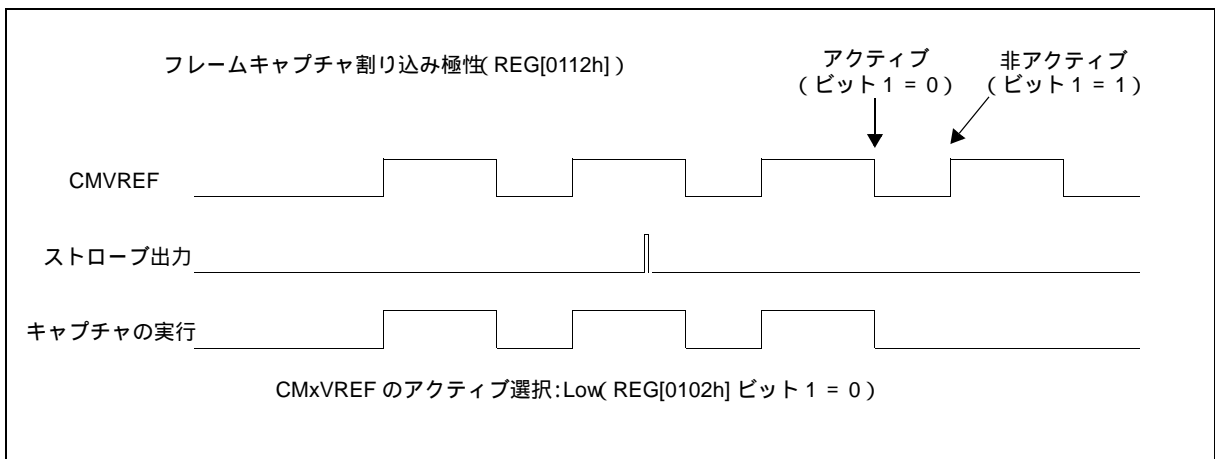 フレームキャプチャ割り込み極性( REG[0112h] )
アクティブ
( ビット 1 = 0 )
非アクティブ
( ビット 1 = 1 )
CMVREF
ストローブ出力
キャプチャの実行
CMxVREF のアクティブ選択:Low( REG[0102h] ビット 1 = 0 )